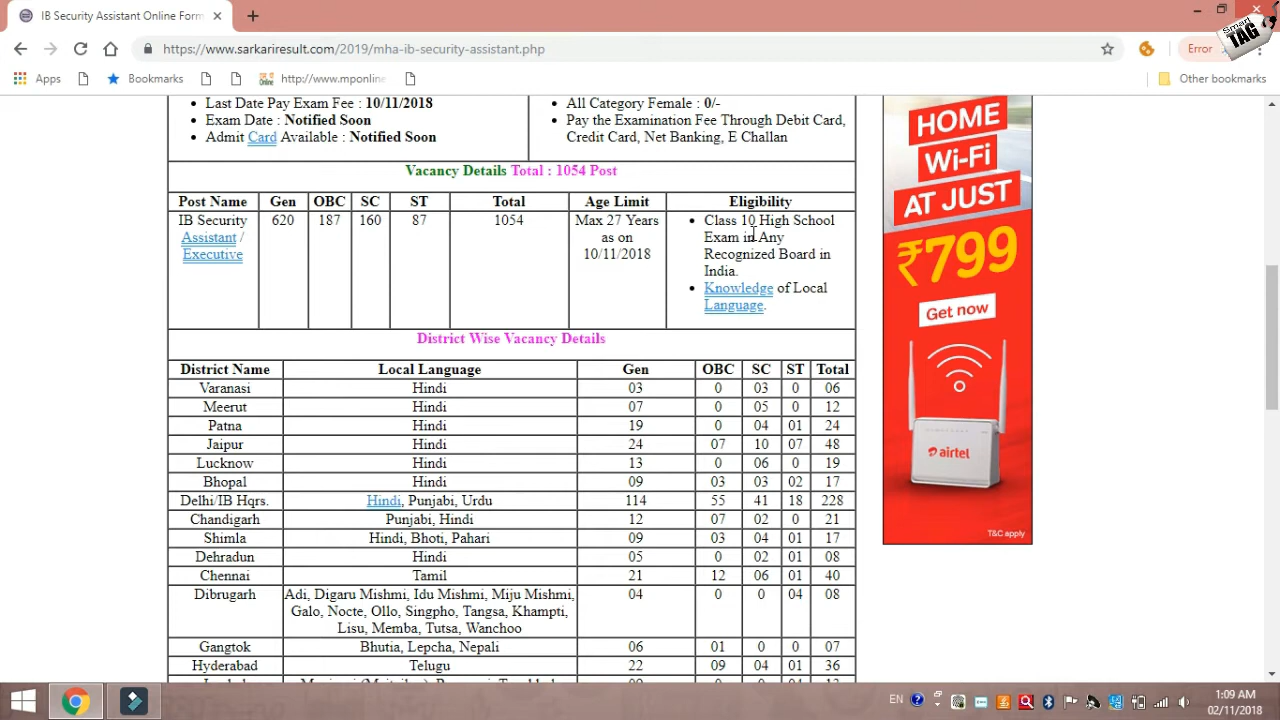 IB Security Assistant Online Form
Smart
TAG
https://www.sarkariresult.com/2019/mha-ib-security-assistant.php
Error
Apps Bookmarks http://www.mponline Other bookmarks
Last Date Pay Exam Fee : 10/11/2018
Exam Date : Notified Soon
Admit Card Available : Notified Soon
All Category Female : 0/-
Pay the Examination Fee Through Debit Card,
Credit Card, Net Banking, E Challan
Vacancy Details Total : 1054 Post
Post Name Gen OBC SC ST Total Age Limit Eligibility
IB Security
Assistant /
Executive
620 187 160 87 1054
Max 27 Years
as on
10/11/2018
Class 10 High School
Exam in Any
Recognized Board in
India.
Knowledge of Local
Language.
District Wise Vacancy Details
District Name Local Language Gen OBC SC ST Total
Varanasi Hindi 03 0 03 0 06
Meerut Hindi 07 0 05 0 12
Patna Hindi 19 0 04 01 24
Jaipur Hindi 24 07 10 07 48
Lucknow Hindi 13 0 06 0 19
Bhopal Hindi 09 03 03 02 17
Delhi/IB Hqrs. Hindi, Punjabi, Urdu 114 55 41 18 228
Chandigarh Punjabi, Hindi 12 07 02 0 21
Shimla Hindi, Bhoti, Pahari 09 03 04 01 17
Dehradun Hindi 05 0 02 01 08
Chennai Tamil 21 12 06 01 40
Dibrugarh Adi, Digaru Mishmi, Idu Mishmi, Miju Mishmi, 04 0 0 04 08
Galo, Nocte, Ollo, Singpho, Tangsa, Khampti,
Lisu, Memba, Tutsa, Wanchoo
Gangtok Bhutia, Lepcha, Nepali 06 01 0 0 07
Hyderabad Telugu 22 09 04 01 36
HOME
Wi-Fi
AT JUST
₹799
Get now
airtel
T&C apply
EN
1:09 AM
02/11/2018